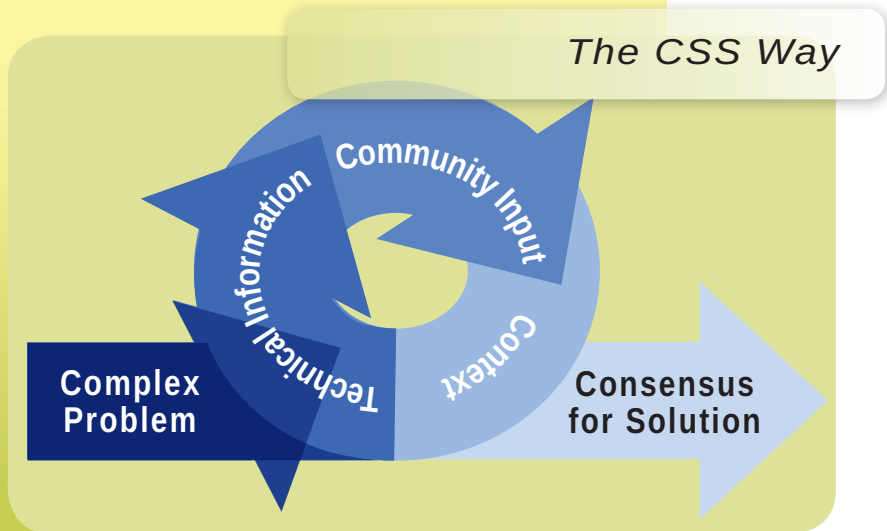 The CSS Way
Community Input
Technical Information
Context
Complex
Problem
Consensus
for Solution